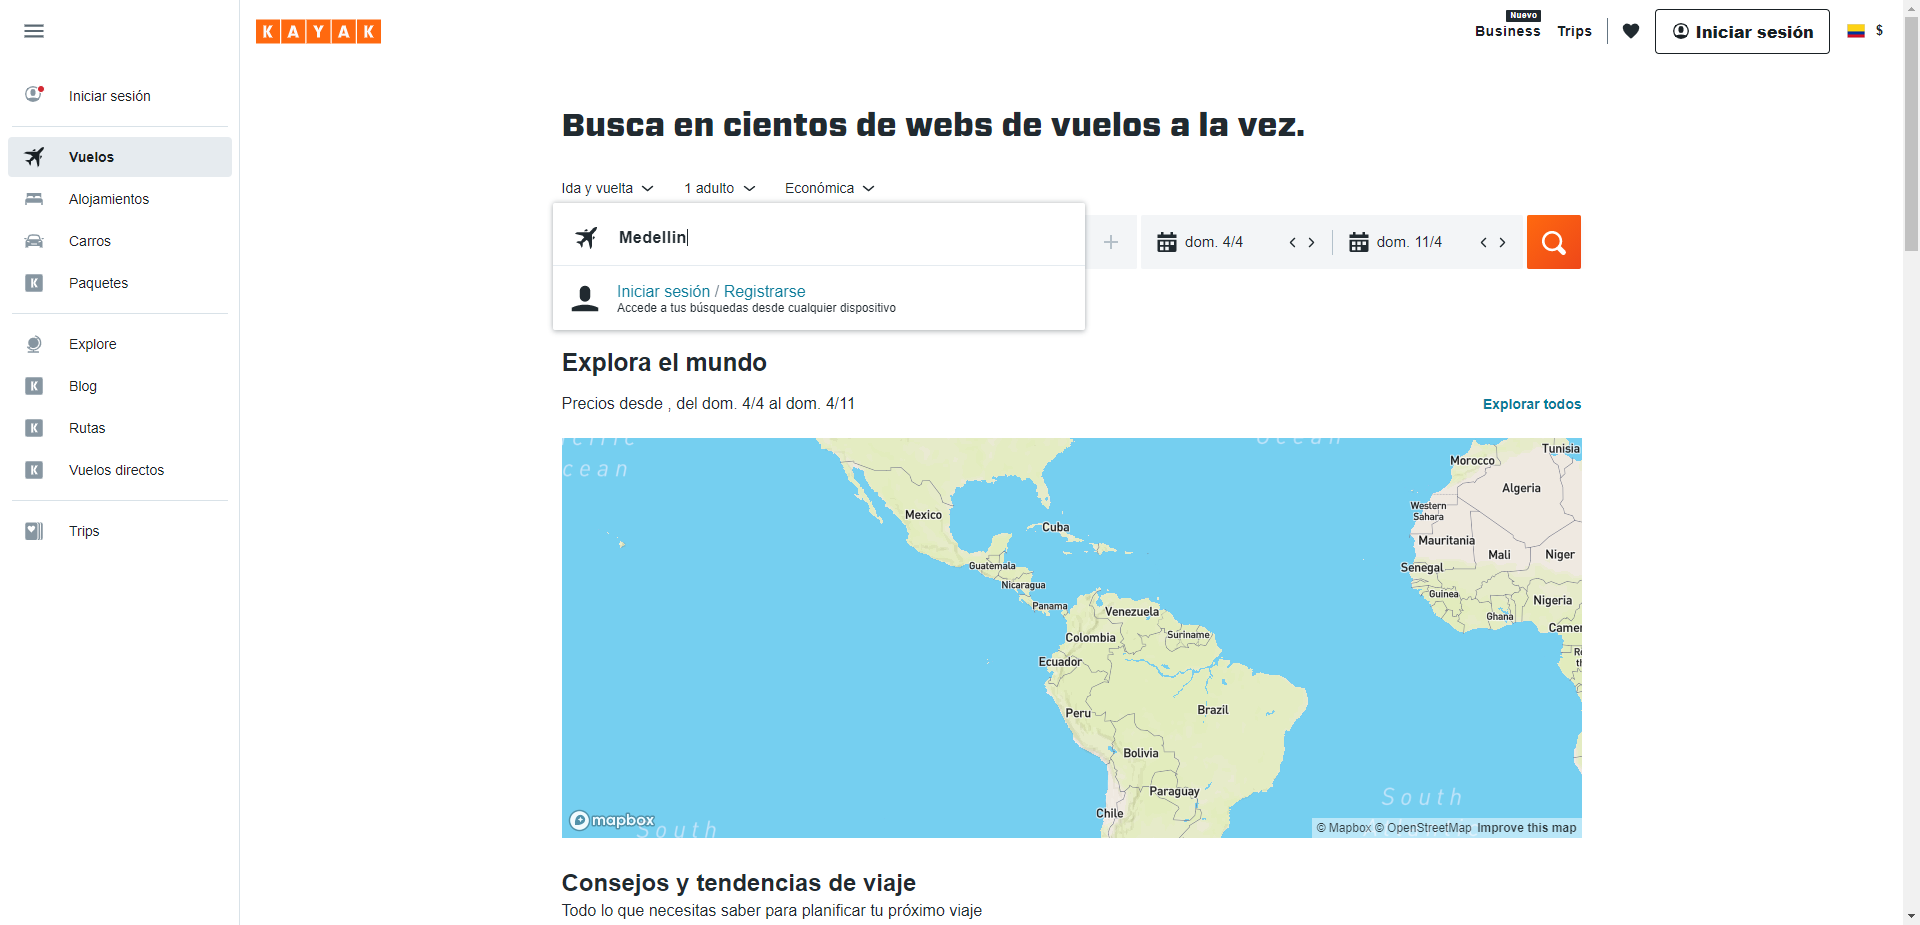 KAYAK
Nuevo
Business Trips
Iniciar sesión
$
Iniciar sesión
Vuelos
Alojamientos
Carros
Paquetes
Explore
Blog
Rutas
Vuelos directos
Trips
Busca en cientos de webs de vuelos a la vez.
Ida y vuelta 1 adulto Económica
Medellin
dom. 4/4 dom. 11/4
Iniciar sesión / Registrarse
Accede a tus búsquedas desde cualquier dispositivo
Explora el mundo
Precios desde , del dom. 4/4 al dom. 4/11
Explorar todos
Ocean
cean
Tunisia
Morocco
Algeria
Western
Sahara
Mexico
Cuba
Mauritania
Mali
Niger
Guatemala
Senegal
Nicaragua
Guinea
Nigeria
Panama
Venezuela
Ghana
Camer
Colombia
Suriname
Ecuador
Peru
Brazil
Bolivia
Paraguay
Chile
South
South
mapbox
© Mapbox © OpenStreetMap Improve this map
Consejos y tendencias de viaje
Todo lo que necesitas saber para planificar tu próximo viaje